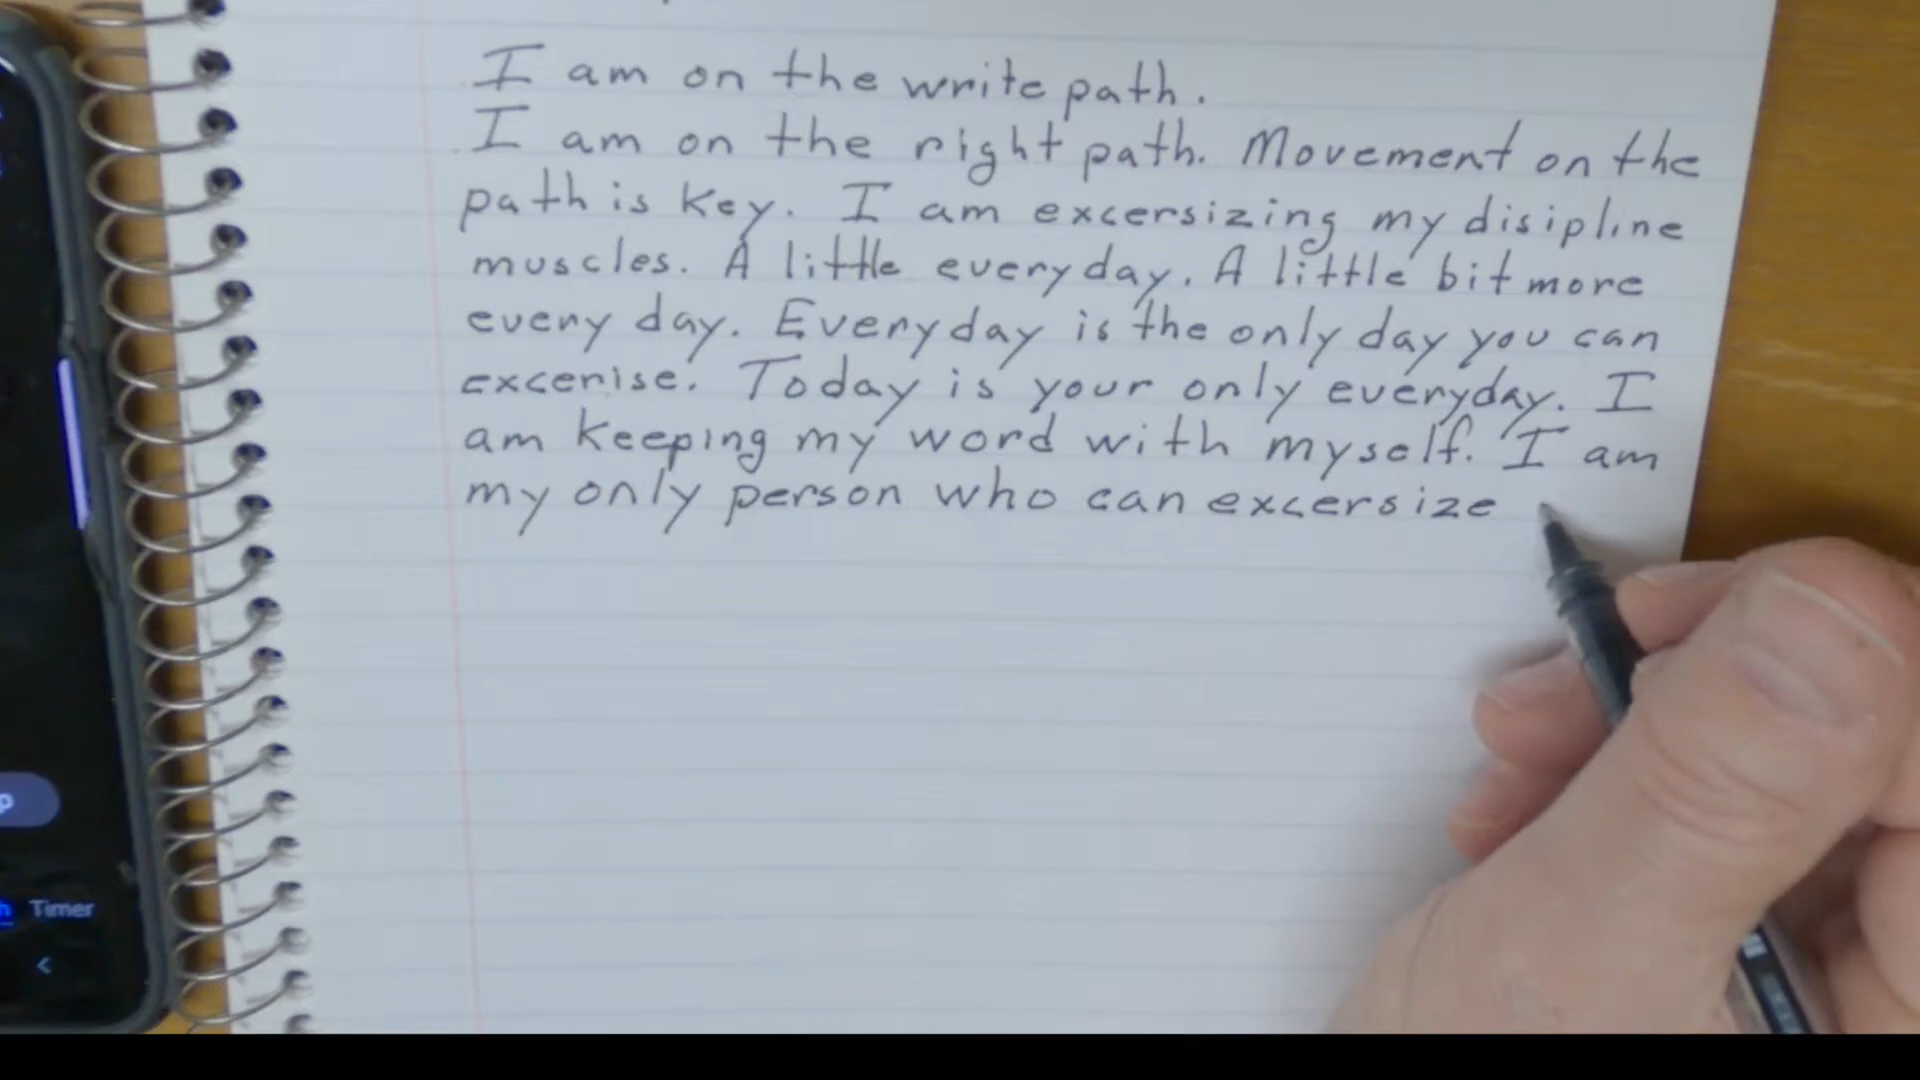 I am on the write path.
I am on the right path. Movement on the
path is key. I am excersizing my disipline
muscles. A little everyday. A little bit more
every day. Everyday is the only day you can
excerise. Today is your only everyday. I
am keeping my word with myself. I am
my only person who can excersize
Timer